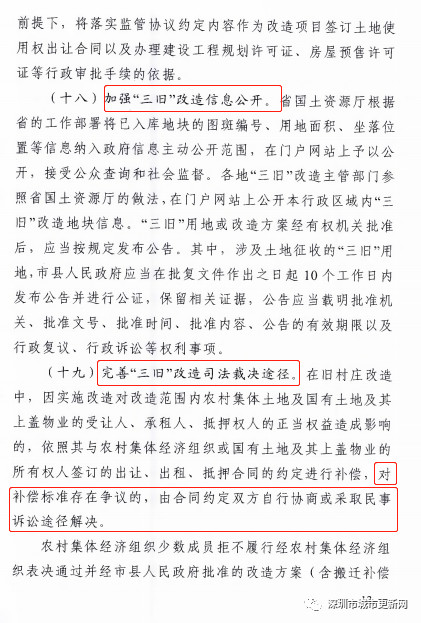 前提下，将落实监管协议约定内容作为改造项目签订土地使
用权出让合同以及办理建设工程规划许可证、房屋预售许可
证等行政审批手续的依据。
（十八）加强“三旧”改造信息公开。省国土资源厅根据
省的工作部署将已入库地块的图斑编号、用地面积、坐落位
置等信息纳入政府信息主动公开范围，在门户网站上予以公
开，接受公众查询和社会监督。各地“三旧”改造主管部门参
照省国土资源厅的做法，在门户网站上公开本行政区域内“三
旧”改造地块信息。“三旧”用地或改造方案经有权机关批准
后，应当按规定发布公告。其中，涉及土地征收的“三旧”用
地，市县人民政府应当在批复文件作出之日起 10 个工作日内
发布公告并进行公证，保留相关证据，公告应当载明批准机
关、批准文号、批准时间、批准内容、公告的有效期限以及
行政复议、行政诉讼等权利事项。
（十九）完善“三旧”改造司法裁决途径。在旧村庄改造
中，因实施改造对改造范围内农村集体土地及国有土地及其
上盖物业的受让人、承租人、抵押权人的正当权益造成影响
的，依照其与农村集体经济组织或国有土地及其上盖物业的
所有权人签订的出让、出租、抵押合同的约定进行补偿，对
补偿标准存在争议的，由合同约定双方自行协商或采取民事
诉讼途径解决。
农村集体经济组织少数成员拒不履行经农村集体经济组
织表决通过并经市县人民政府批准的改造方案（含搬迁补偿
深圳市城市更新网